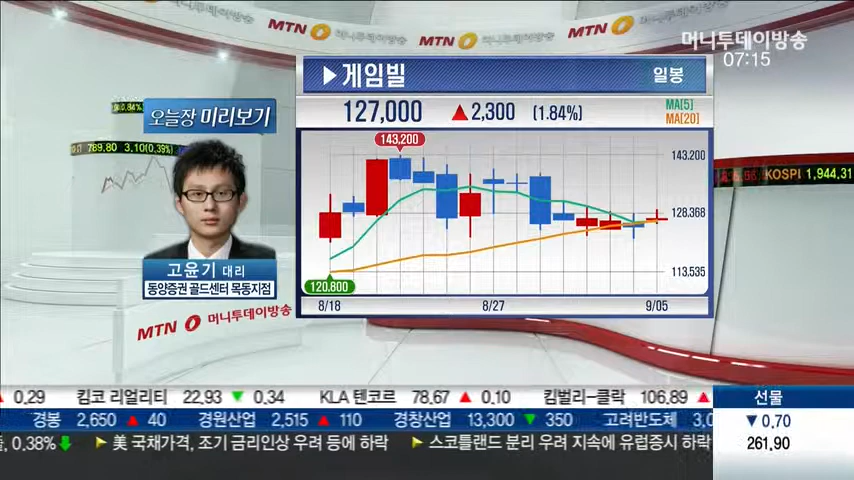 MTN 머니투데이방송
MTN
MTN
머니투데이방송
07:15
▶게임빌
일봉
127,000 ▲2,300 (1.84%)
MA[5]
MA[20]
오늘장 미리보기
789.80 3.10(0,39%)
KOSPI 1,944.31
143,200
143,200
128,368
113,535
120,800
8/18 8/27 9/05
고윤기 대리
동양증권 골드센터 목동지점
MTN 머니투데이방송
0,29 킴코 리얼리티 22,93 ▼ 0,34 KLA 텐코르 78,67 ▲ 0,10 킴벌리-클락 106,89 ▲
선물
경봉 2,650 ▲ 40 경원산업 2,515 ▲ 110 경창산업 13,300 ▼ 350 고려반도체
▼0,70
0,38%↓ ▶ 美 국채가격, 조기 금리인상 우려 등에 하락 ▶ 스코틀랜드 분리 우려 지속에 유럽증시 하락
261,90